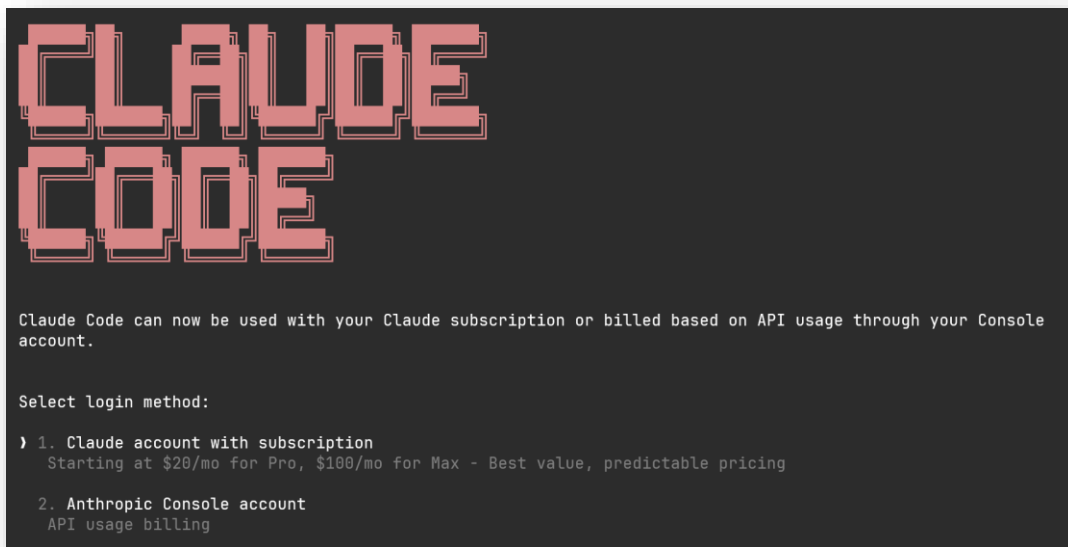 CLAUDE
CODE
Claude Code can now be used with your Claude subscription or billed based on API usage through your Console
account.
Select login method:
❯ 1. Claude account with subscription
Starting at $20/mo for Pro, $100/mo for Max - Best value, predictable pricing
2. Anthropic Console account
API usage billing